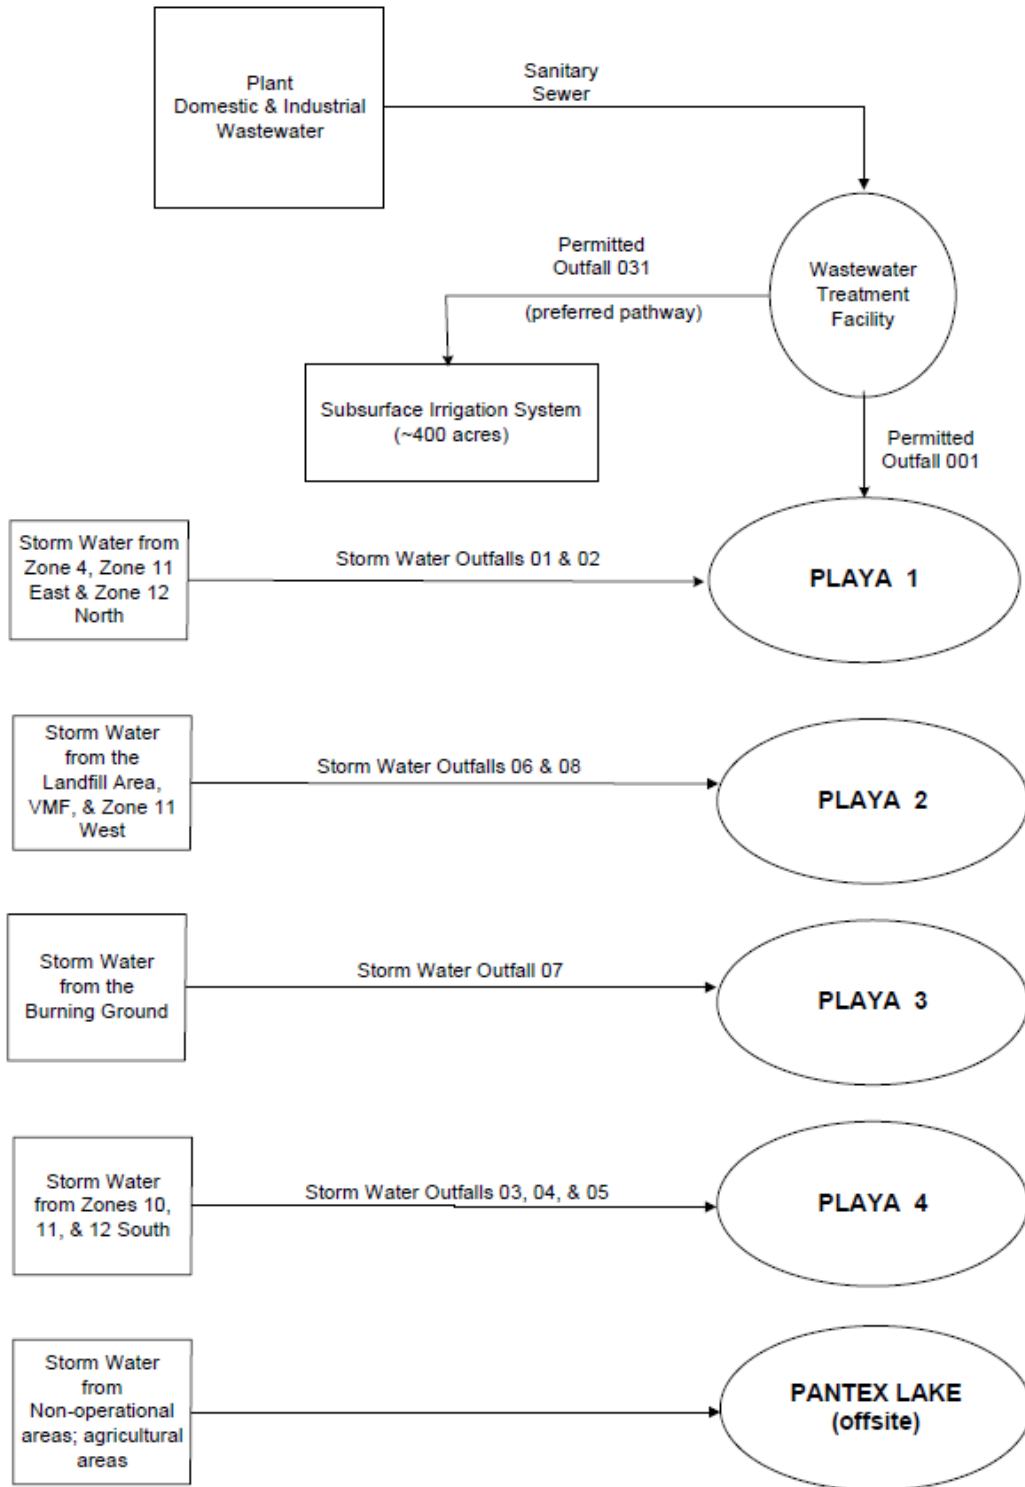 Plant
Domestic & Industrial
Wastewater
Sanitary
Sewer
Permitted
Outfall 031
(preferred pathway)
Wastewater
Treatment
Facility
Subsurface Irrigation System
(~400 acres)
Permitted
Outfall 001
Storm Water from
Zone 4, Zone 11
East & Zone 12
North
Storm Water Outfalls 01 & 02
PLAYA 1
Storm Water
from the
Landfill Area,
VMF, & Zone 11
West
Storm Water Outfalls 06 & 08
PLAYA 2
Storm Water
from the
Burning Ground
Storm Water Outfall 07
PLAYA 3
Storm Water
from Zones 10,
11, & 12 South
Storm Water Outfalls 03, 04, & 05
PLAYA 4
Storm Water
from
Non-operational
areas; agricultural
areas
PANTEX LAKE
(offsite)